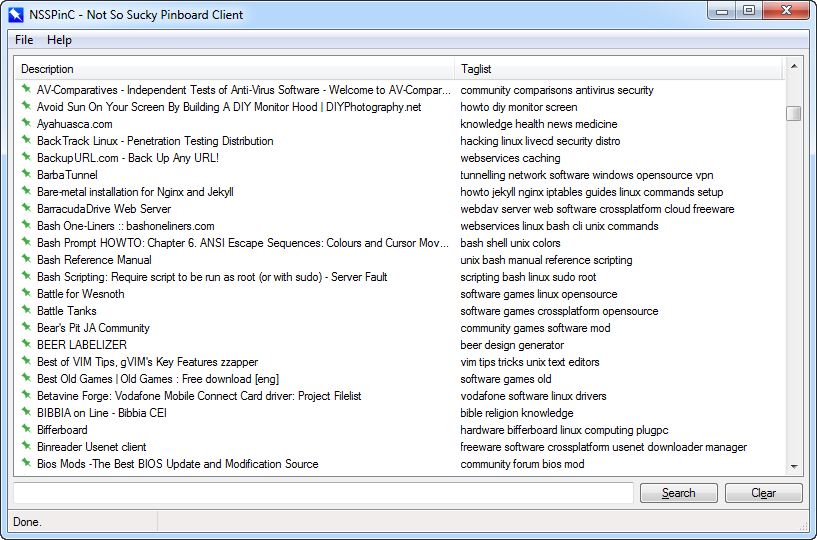 NSSPinC - Not So Sucky Pinboard Client
File Help
Description Taglist
AV-Comparatives - Independent Tests of Anti-Virus Software - Welcome to AV-Compar... community comparisons antivirus security
Avoid Sun On Your Screen By Building A DIY Monitor Hood | DIYPhotography.net howto diy monitor screen
Ayahuasca.com knowledge health news medicine
BackTrack Linux - Penetration Testing Distribution hacking linux livecd security distro
BackupURL.com - Back Up Any URL! webservices caching
BarbaTunnel tunnelling network software windows opensource vpn
Bare-metal installation for Nginx and Jekyll howto jekyll nginx iptables guides linux commands setup
BarracudaDrive Web Server webdav server web software crossplatform cloud freeware
Bash One-Liners :: bashoneliners.com webservices linux bash cli unix commands
Bash Prompt HOWTO: Chapter 6. ANSI Escape Sequences: Colours and Cursor Mov... bash shell unix colors
Bash Reference Manual unix bash manual reference scripting
Bash Scripting: Require script to be run as root (or with sudo) - Server Fault scripting bash linux sudo root
Battle for Wesnoth software games linux opensource
Battle Tanks software games crossplatform opensource
Bear's Pit JA Community community games software mod
BEER LABELIZER beer design generator
Best of VIM Tips, gVIM's Key Features zzapper vim tips tricks unix text editors
Best Old Games | Old Games : Free download [eng] software games old
Betavine Forge: Vodafone Mobile Connect Card driver: Project Filelist vodafone software linux drivers
BIBBIA on Line - Bibbia CEI bible religion knowledge
Bifferboard hardware bifferboard linux computing plugpc
Binreader Usenet client freeware software crossplatform usenet downloader manager
Bios Mods -The Best BIOS Update and Modification Source community forum bios mod
Search Clear
Done.